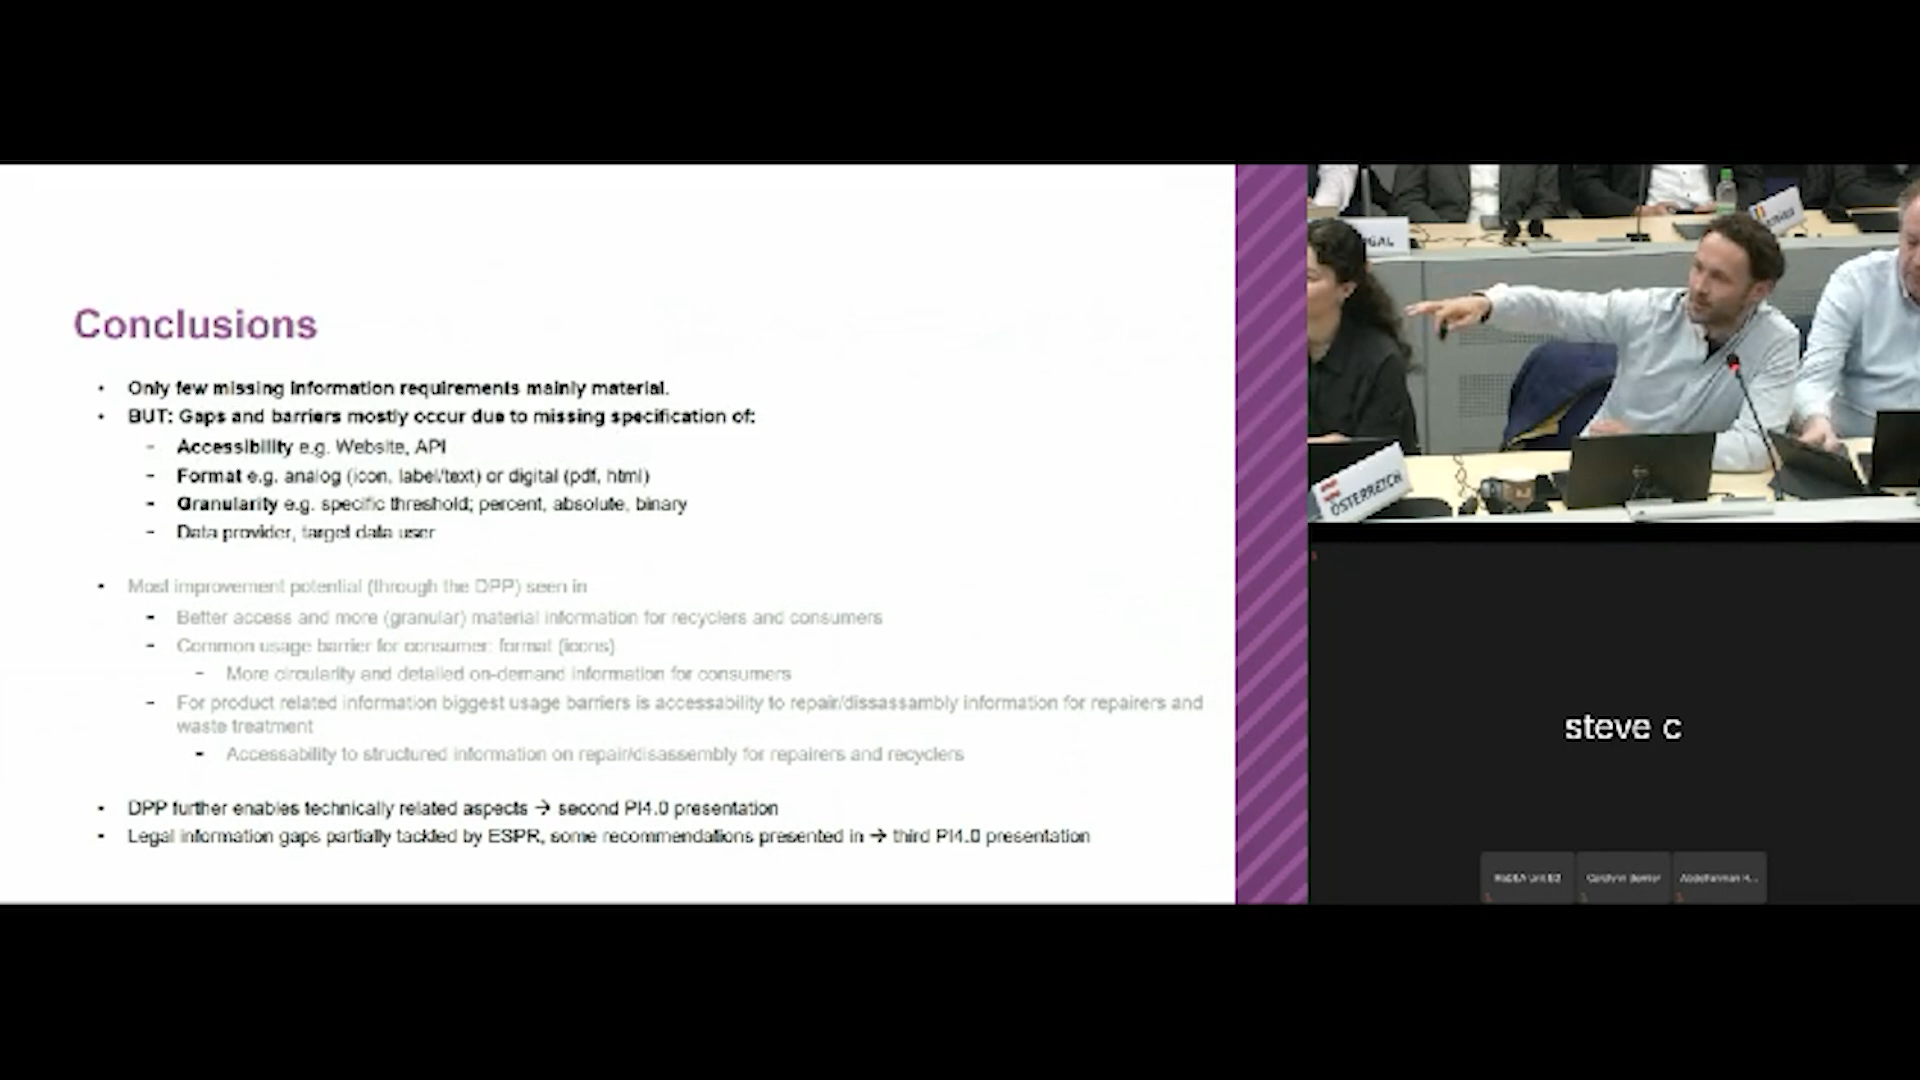 Conclusions
• Only few missing information requirements mainly material.
• BUT: Gaps and barriers mostly occur due to missing specification of:
- Accessibility e.g. Website, API
- Format e.g. analog (icon, label/text) or digital (pdf, html)
- Granularity e.g. specific threshold; percent, absolute, binary
- Data provider, target data user
• Most improvement potential (through the DPP) seen in
- Better access and more (granular) material information for recyclers and consumers
- Common usage barrier for consumer: format (icons)
- More circularity and detailed on-demand information for consumers
- For product related information biggest usage barriers is accessability to repair/dissassambly information for repairers and
waste treatment
- Accessability to structured information on repair/disassembly for repairers and recyclers
• DPP further enables technically related aspects → second PI4.0 presentation
• Legal information gaps partially tackled by ESPR, some recommendations presented in → third PI4.0 presentation
GAL
ÖSTERREICH
steve c